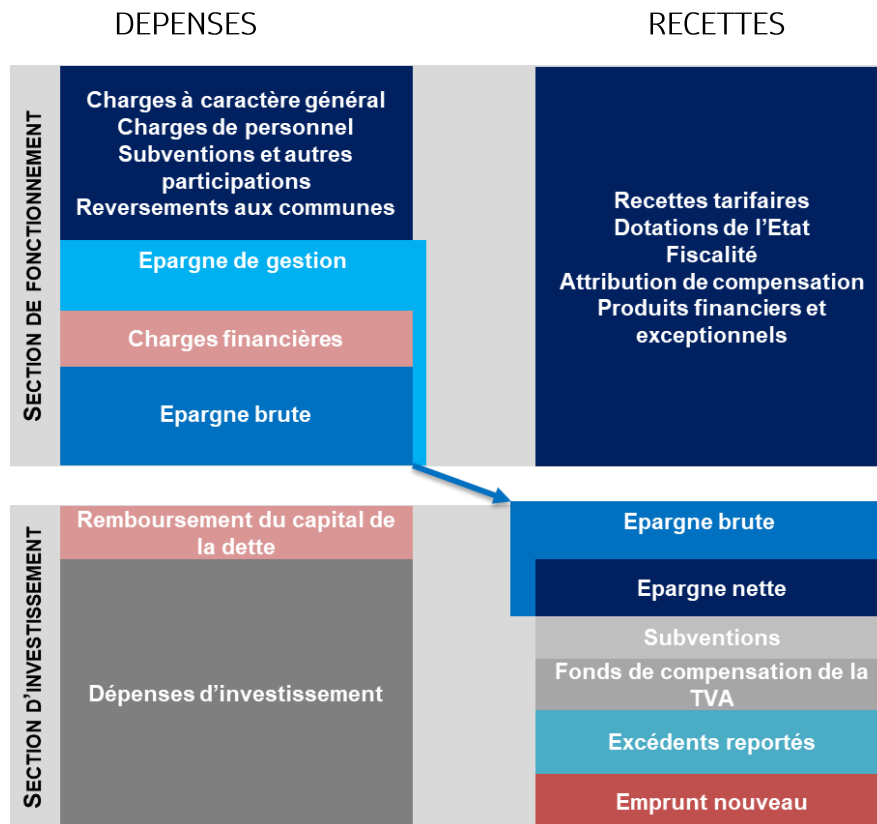 DEPENSES
RECETTES
SECTION DE FONCTIONNEMENT
Charges à caractère général
Charges de personnel
Subventions et autres
participations
Reversements aux communes
Epargne de gestion
Charges financières
Epargne brute
Recettes tarifaires
Dotations de l’Etat
Fiscalité
Attribution de compensation
Produits financiers et
exceptionnels
SECTION D’INVESTISSEMENT
Remboursement du capital de
la dette
Dépenses d’investissement
Epargne brute
Epargne nette
Subventions
Fonds de compensation de la
TVA
Excédents reportés
Emprunt nouveau